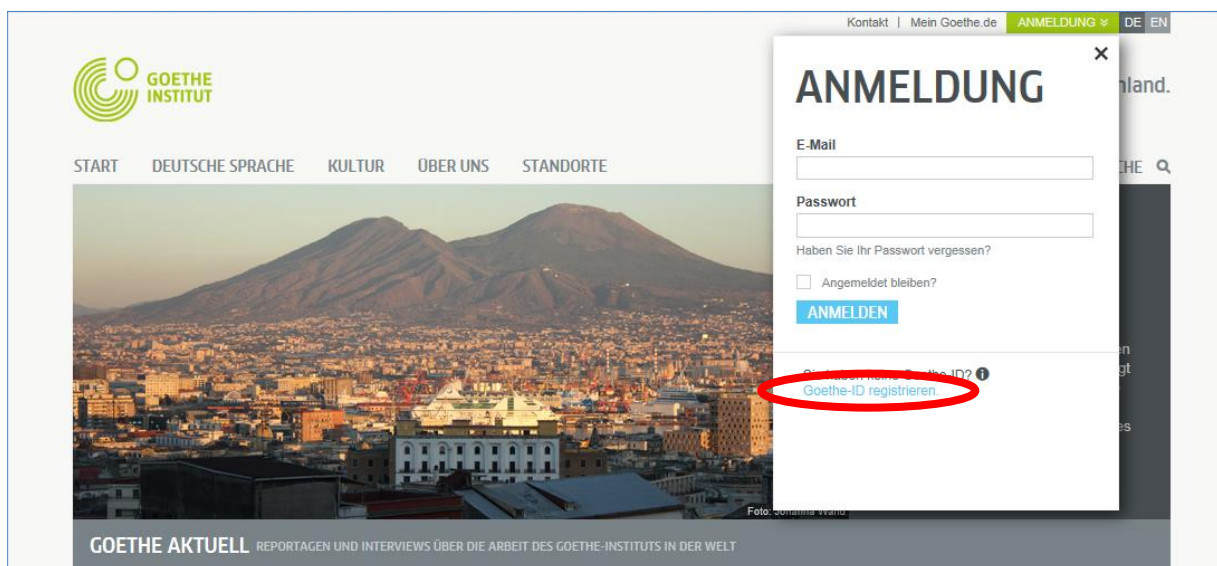 Kontakt | Mein Goethe.de ANMELDUNG DE EN
GOETHE
INSTITUT
START DEUTSCHE SPRACHE KULTUR ÜBER UNS STANDORTE
ANMELDUNG
E-Mail
Passwort
Haben Sie Ihr Passwort vergessen?
Angemeldet bleiben?
ANMELDEN
Goethe-ID?
Goethe-ID registrieren.
GOETHE AKTUELL REPORTAGEN UND INTERVIEWS ÜBER DIE ARBEIT DES GOETHE-INSTITUTS IN DER WELT